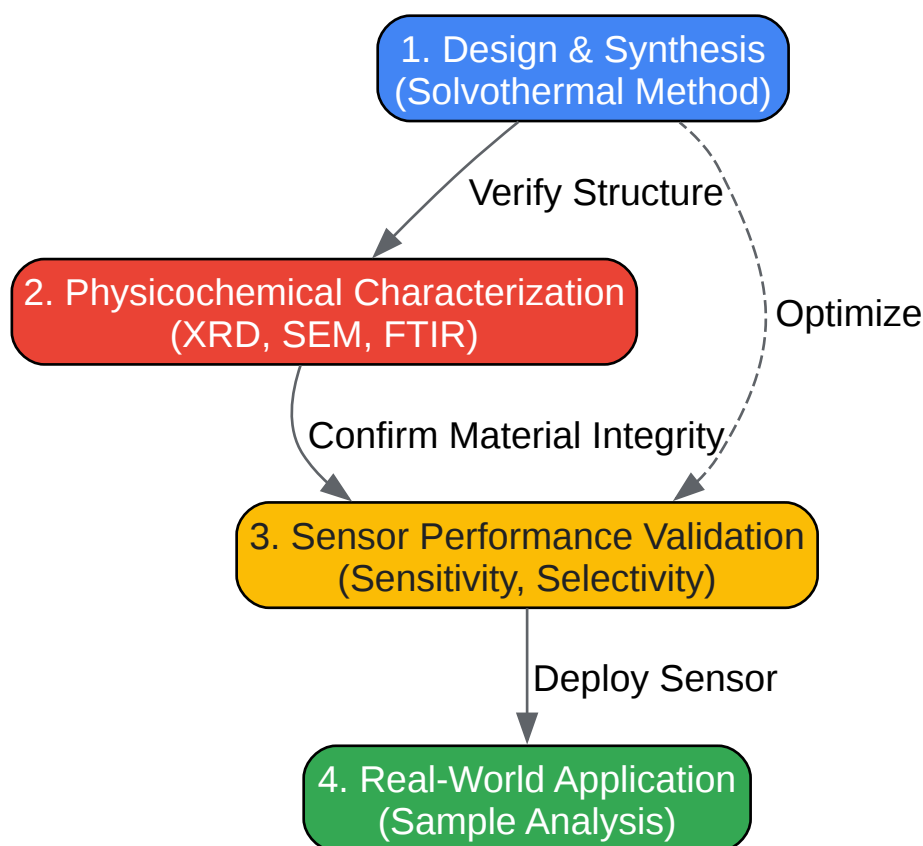 1. Design & Synthesis
(Solvothermal Method)
Verify Structure
2. Physicochemical Characterization
(XRD, SEM, FTIR)
Optimize
Confirm Material Integrity
3. Sensor Performance Validation
(Sensitivity, Selectivity)
Deploy Sensor
4. Real-World Application
(Sample Analysis)